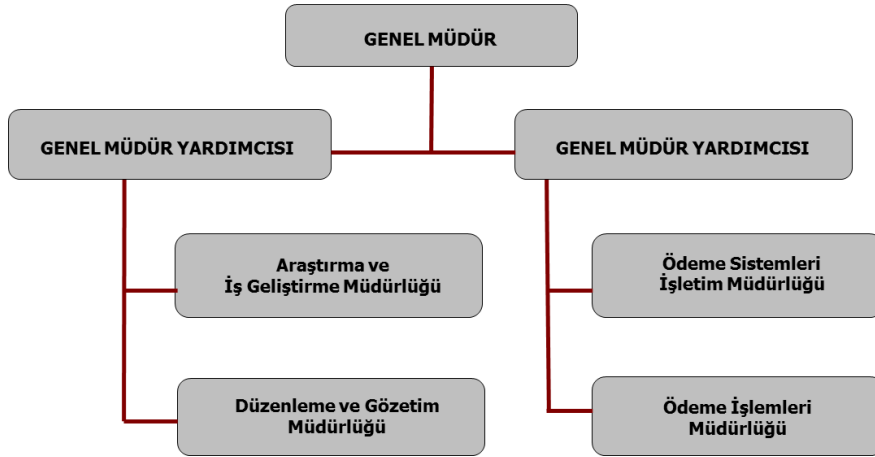 GENEL MÜDÜR
GENEL MÜDÜR YARDIMCISI
GENEL MÜDÜR YARDIMCISI
Araştırma ve
İş Geliştirme Müdürlüğü
Ödeme Sistemleri
İşletim Müdürlüğü
Düzenleme ve Gözetim
Müdürlüğü
Ödeme İşlemleri
Müdürlüğü